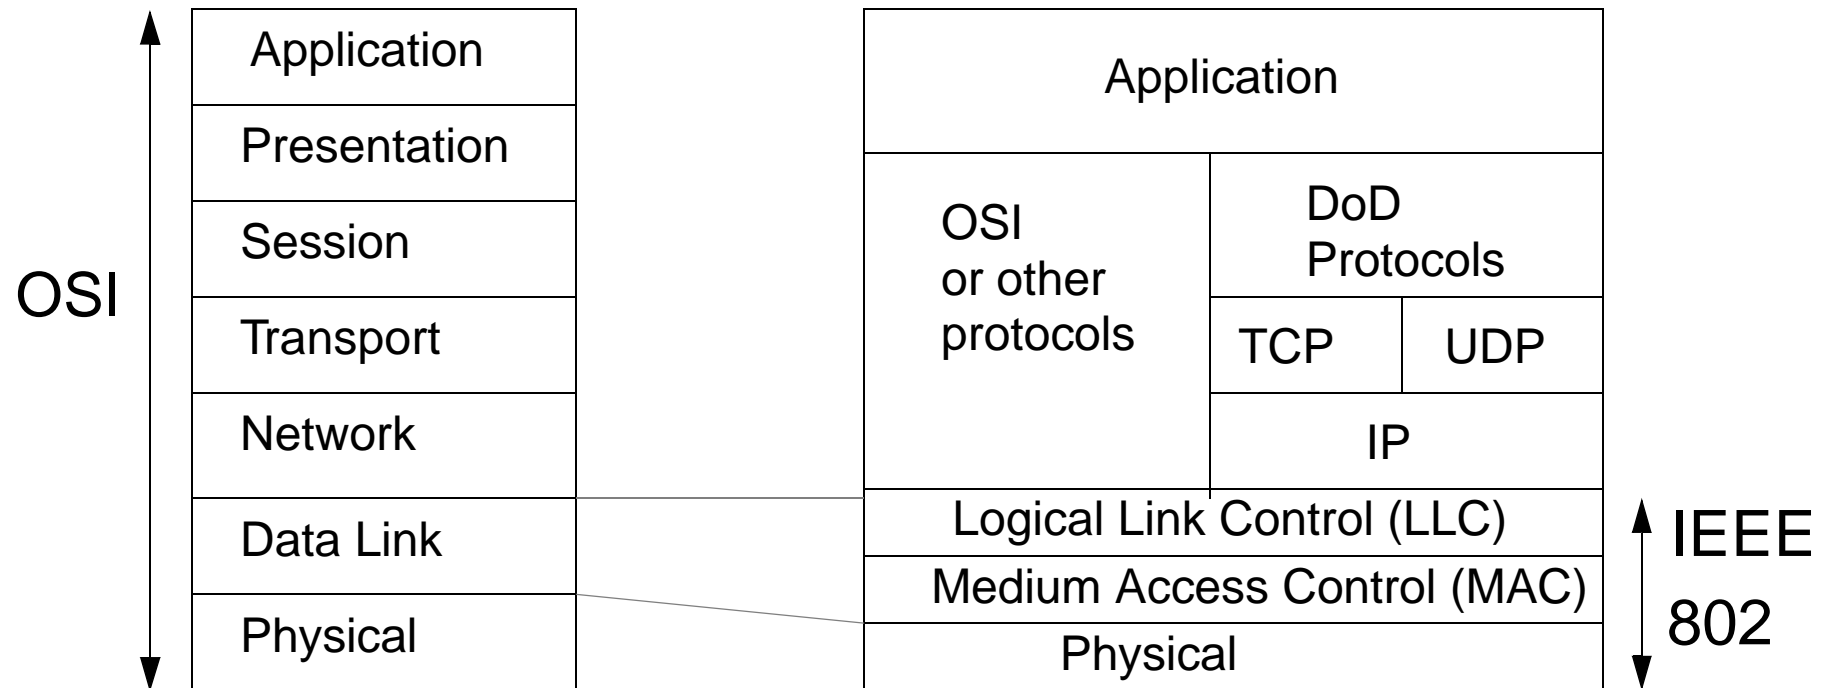 OSI
Application
Presentation
Session
Transport
Network
Data Link
Physical
Application
OSI
or other
protocols
DoD
Protocols
TCP
UDP
IP
Logical Link Control (LLC)
Medium Access Control (MAC)
Physical
IEEE
802